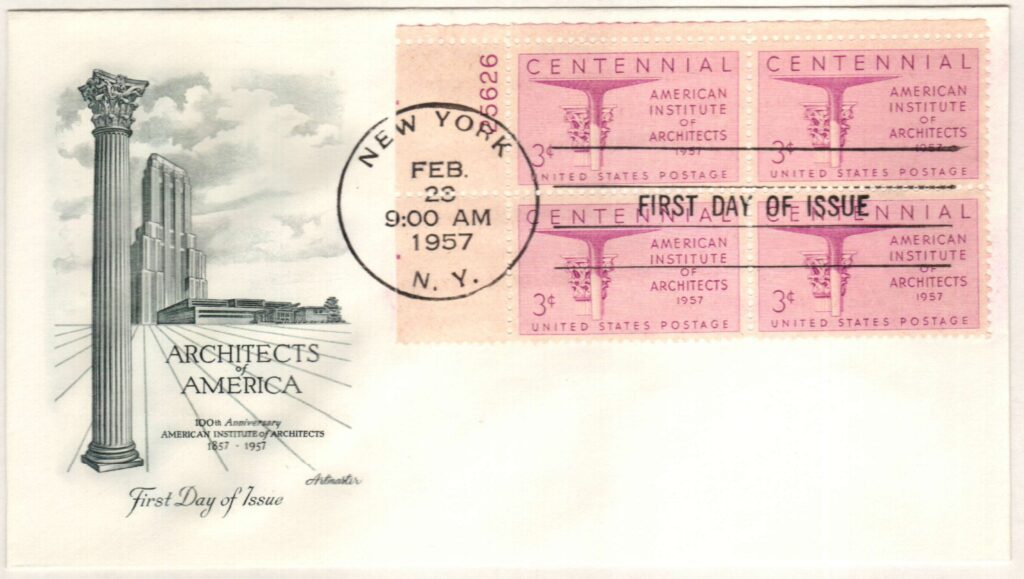 ARCHITECTS
of
AMERICA
100th Anniversary
AMERICAN INSTITUTE of ARCHITECTS
1857 - 1957
Artmaster
First Day of Issue
NEW YORK
FEB.
23
9:00 AM
1957
N. Y.
25626
CENTENNIAL
AMERICAN
INSTITUTE
OF
ARCHITECTS
1957
3¢
UNITED STATES POSTAGE
CENTENNIAL
AMERICAN
INSTITUTE
OF
ARCHITECTS
1957
3¢
UNITED STATES POSTAGE
FIRST DAY OF ISSUE
CENTENNIAL
AMERICAN
INSTITUTE
OF
ARCHITECTS
1957
3¢
UNITED STATES POSTAGE
CENTENNIAL
AMERICAN
INSTITUTE
OF
ARCHITECTS
1957
3¢
UNITED STATES POSTAGE